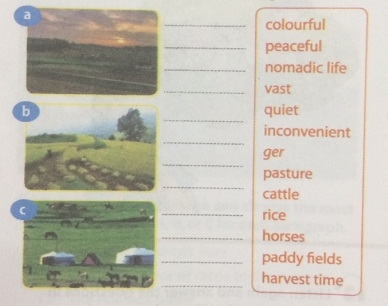 a
b
c
colourful
peaceful
nomadic life
vast
quiet
inconvenient
ger
pasture
cattle
rice
horses
paddy fields
harvest time